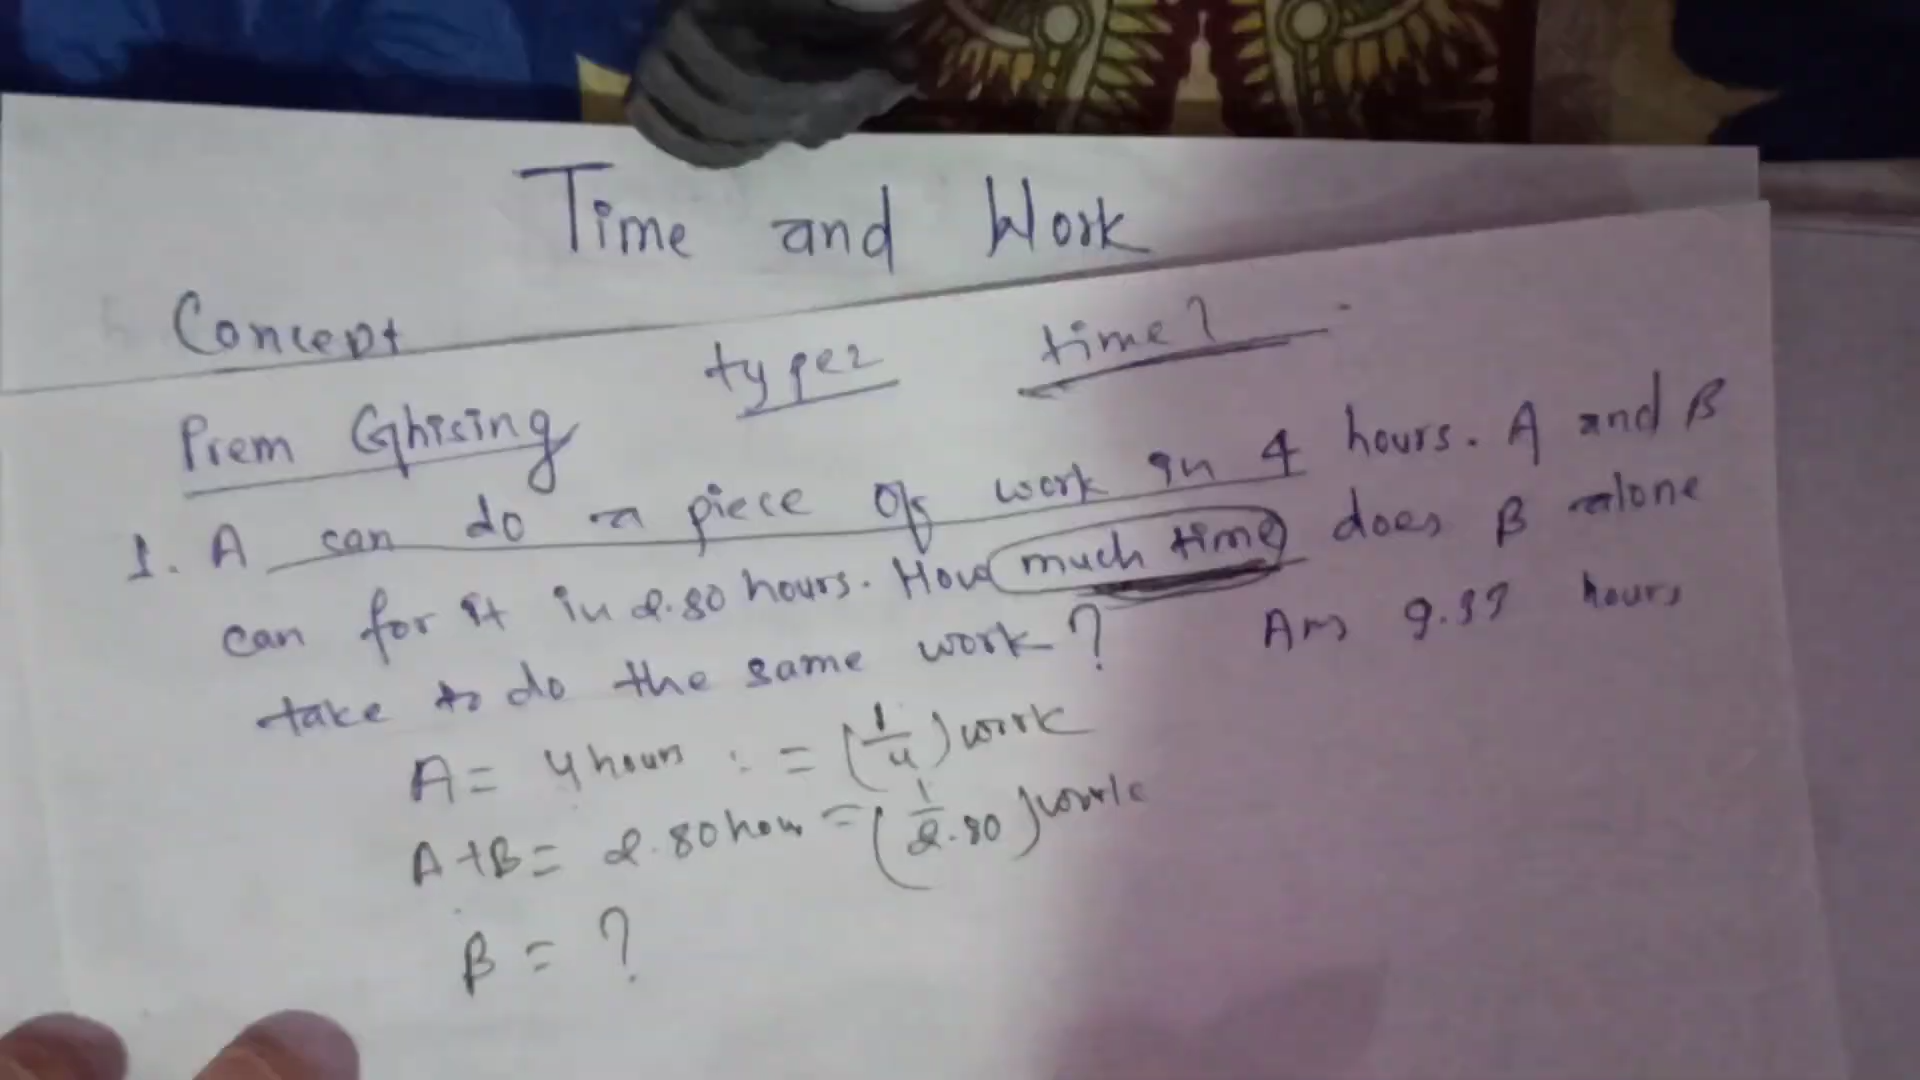 Time and Work
Concept
type2 time?
Prem Ghising
1. A can do a piece of work in 4 hours. A and B
can for it in 2.80 hours. How much time does B alone
take to do the same work? Ans 9.33 hours
A = 4 hours : = (1/4) work
A+B = 2.80 hour = (1/2.80) work
B = ?